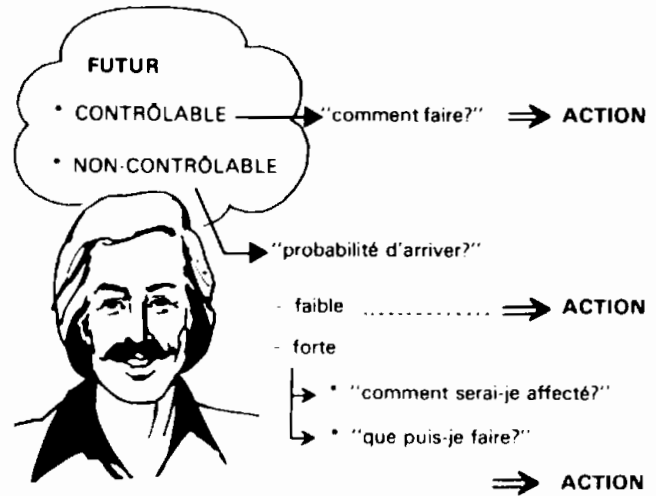 FUTUR
• CONTRÔLABLE "comment faire?" ⇒ ACTION
• NON-CONTRÔLABLE
"probabilité d'arriver?"
- faible ............... ⇒ ACTION
- forte
• "comment serai-je affecté?"
• "que puis-je faire?"
⇒ ACTION